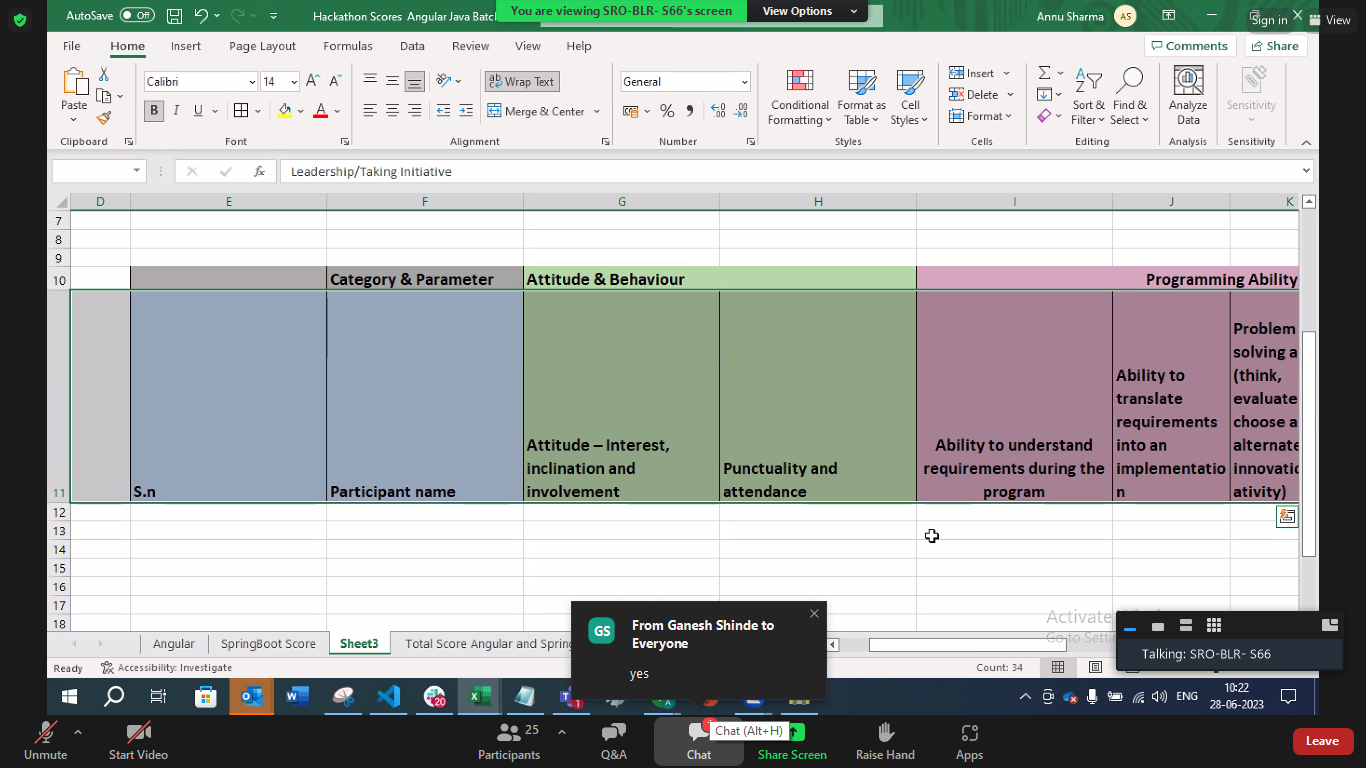 AutoSave Off
Hackathon Scores Angular Java Batc
You are viewing SRO-BLR- S66's screen
View Options
Annu Sharma
AS
Sign in
View
File Home Insert Page Layout Formulas Data Review View Help
Comments
Share
Paste
Calibri
14
B I U
Wrap Text
Merge & Center
General
Conditional Formatting
Format as Table
Cell Styles
Insert
Delete
Format
Sort & Filter
Find & Select
Analyze Data
Sensitivity
Clipboard Font Alignment Number Styles Cells Editing Analysis Sensitivity
fx
Leadership/Taking Initiative
D E F G H I J K
7
8
9
10 Category & Parameter Attitude & Behaviour Programming Ability
11
S.n
Participant name
Attitude – Interest,
inclination and
involvement
Punctuality and
attendance
Ability to understand
requirements during the
program
Ability to
translate
requirements
into an
implementatio
n
Problem
solving a
(think,
evaluate
choose a
alternate
innovatio
ativity)
12
13
14
15
16
17
18
Angular SpringBoot Score Sheet3 Total Score Angular and Spring
Ready
Accessibility: Investigate
Count: 34
Activate
Go to Setti
Talking: SRO-BLR- S66
GS
From Ganesh Shinde to
Everyone
yes
20
1
ENG
10:22
28-06-2023
Chat (Alt+H)
25
Unmute Start Video Participants Q&A Chat Share Screen Raise Hand Apps Leave